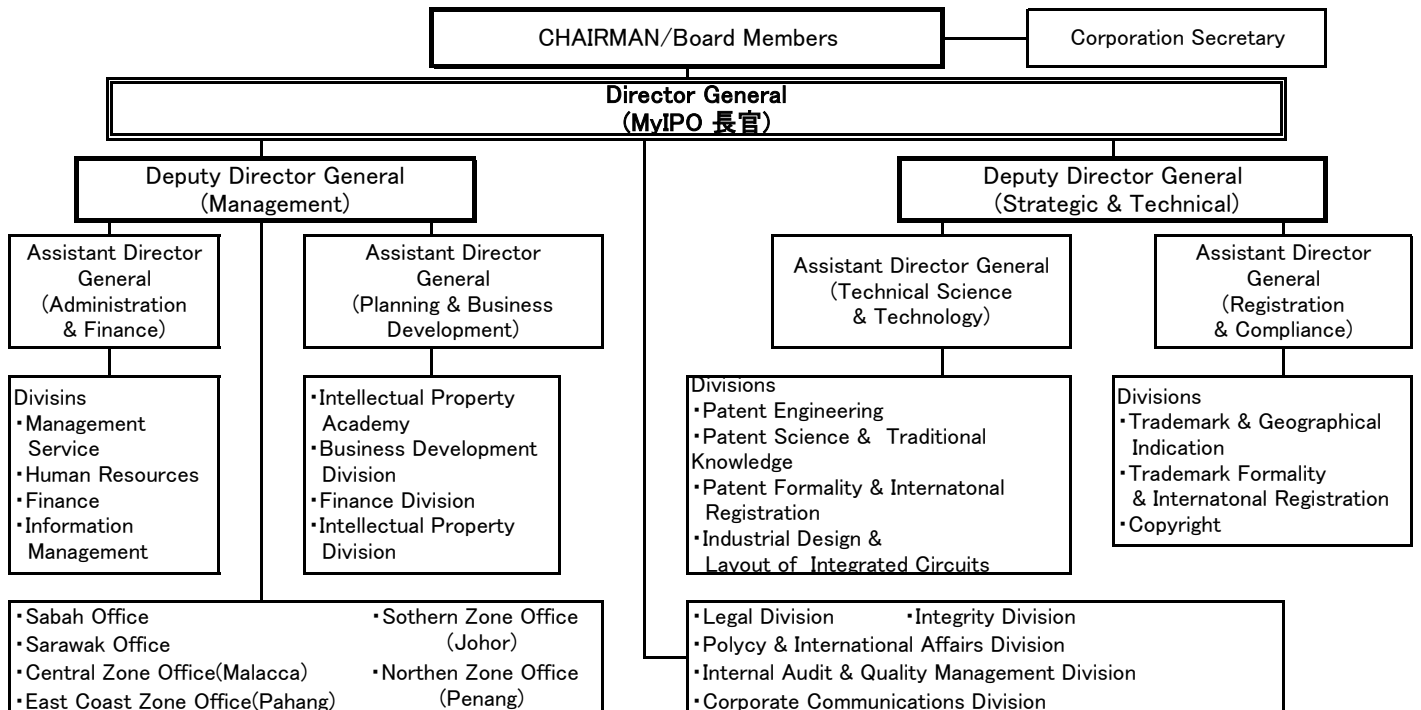 CHAIRMAN/Board Members
Corporation Secretary
Director General
(MyIPO 長官)
Deputy Director General
(Management)
Deputy Director General
(Strategic & Technical)
Assistant Director
General
(Administration
& Finance)
Assistant Director
General
(Planning & Business
Development)
Assistant Director General
(Technical Science
& Technology)
Assistant Director
General
(Registration
& Compliance)
Divisins
・Management
Service
・Human Resources
・Finance
・Information
Management
・Intellectual Property
Academy
・Business Development
Division
・Finance Division
・Intellectual Property
Division
Divisions
・Patent Engineering
・Patent Science & Traditional
Knowledge
・Patent Formality & Internatonal
Registration
・Industrial Design &
Layout of Integrated Circuits
Divisions
・Trademark & Geographical
Indication
・Trademark Formality
& Internatonal Registration
・Copyright
・Sabah Office
・Sarawak Office
・Central Zone Office(Malacca)
・East Coast Zone Office(Pahang)
・Sothern Zone Office
(Johor)
・Northen Zone Office
(Penang)
・Legal Division ・Integrity Division
・Polycy & International Affairs Division
・Internal Audit & Quality Management Division
・Corporate Communications Division